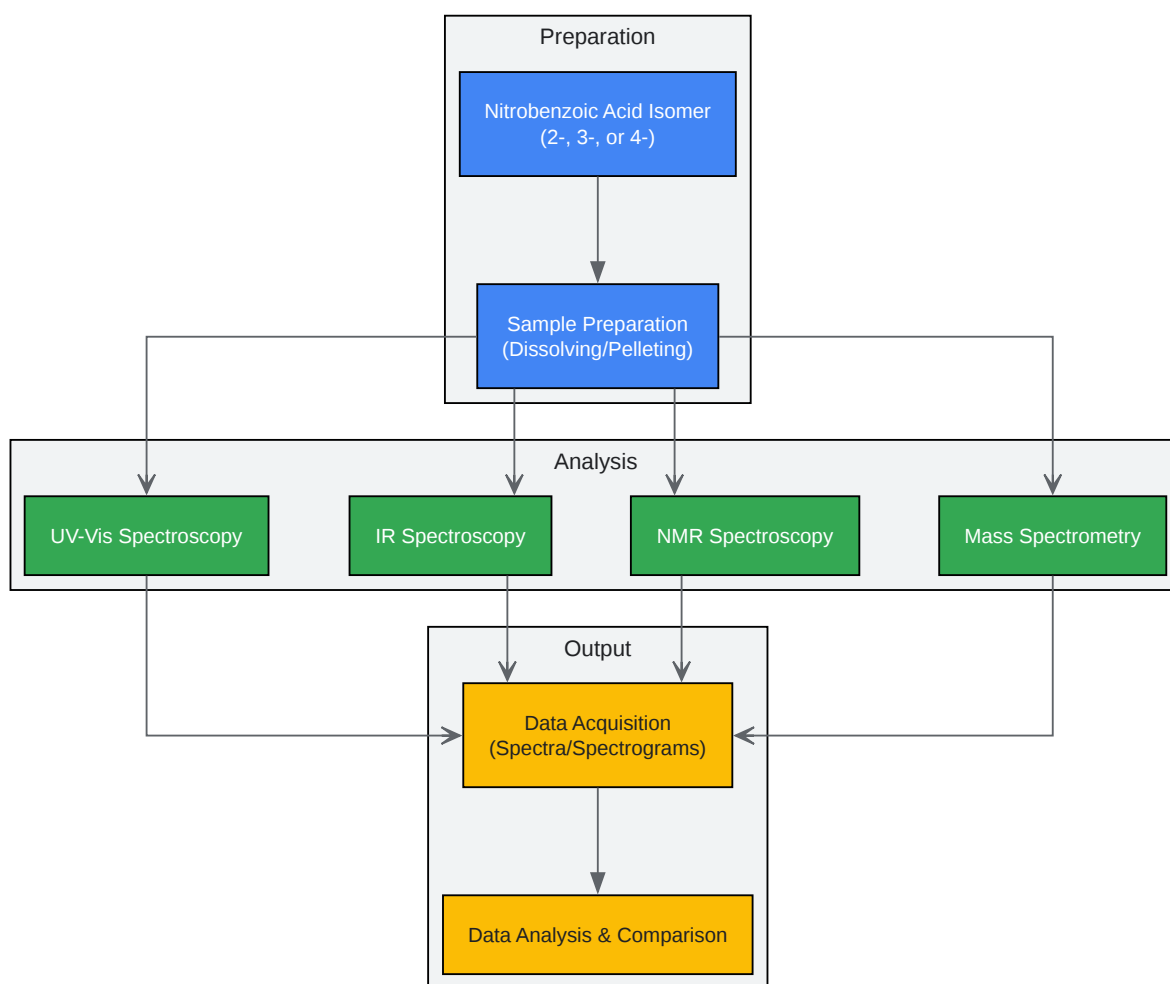 Preparation
Nitrobenzoic Acid Isomer
(2-, 3-, or 4-)
Sample Preparation
(Dissolving/Pelleting)
Analysis
UV-Vis Spectroscopy
IR Spectroscopy
NMR Spectroscopy
Mass Spectrometry
Output
Data Acquisition
(Spectra/Spectrograms)
Data Analysis & Comparison